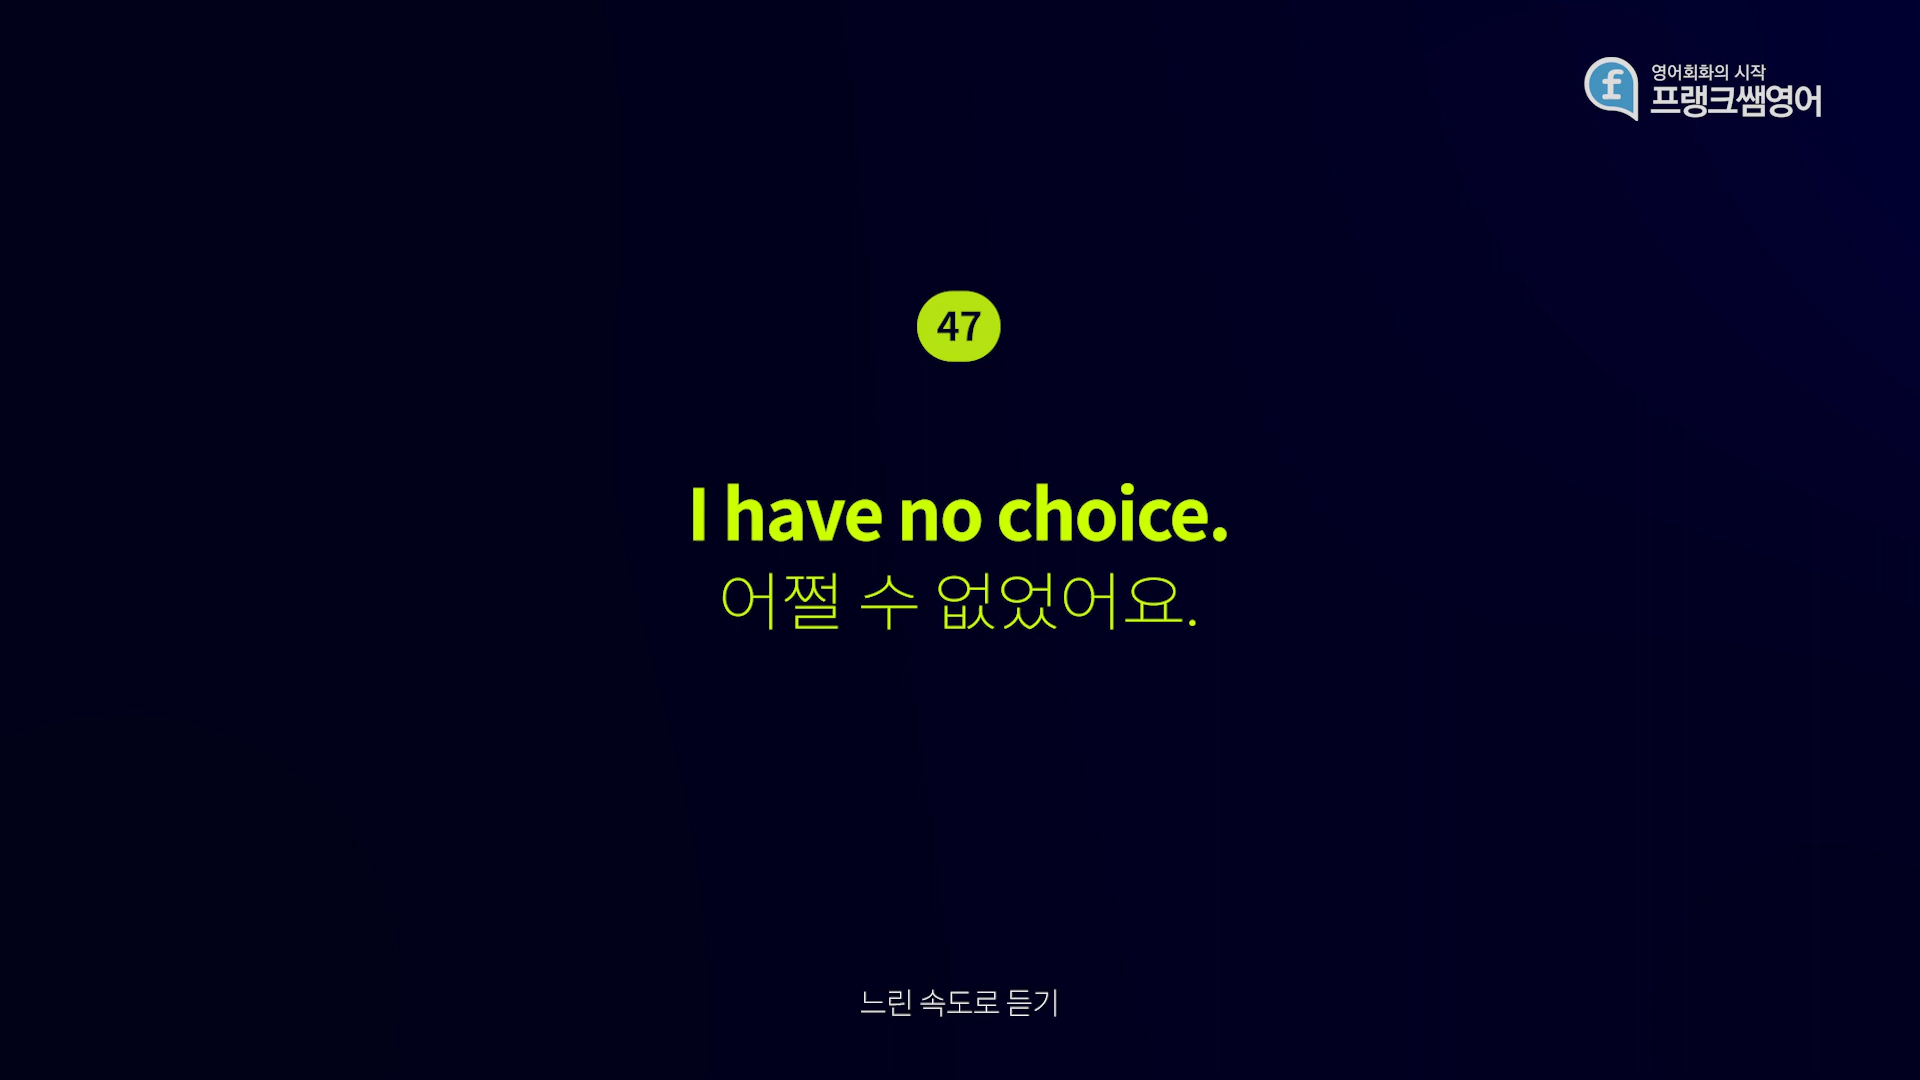 영어회화의 시작
프랭크쌤영어
47
I have no choice.
어쩔 수 없었어요.
느린 속도로 듣기